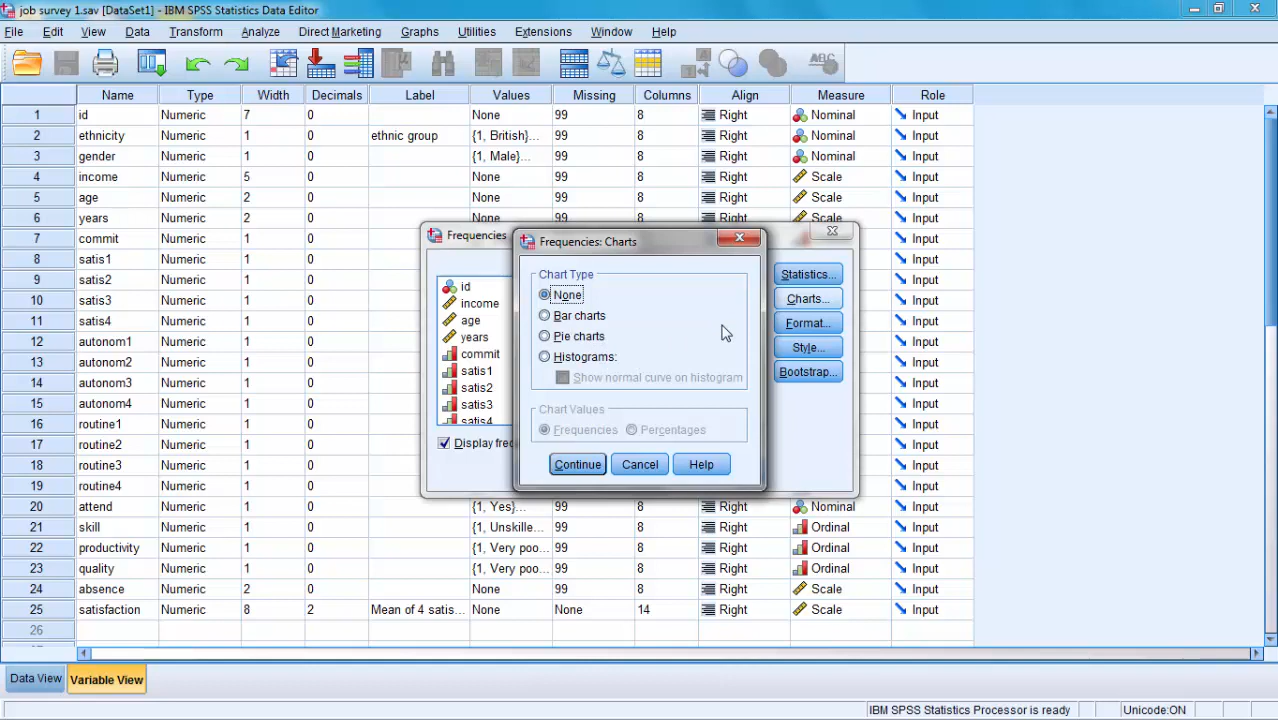 job survey 1.sav [DataSet1] - IBM SPSS Statistics Data Editor
File Edit View Data Transform Analyze Direct Marketing Graphs Utilities Extensions Window Help
Name Type Width Decimals Label Values Missing Columns Align Measure Role
1 id Numeric 7 0 None 99 8 Right Nominal Input
2 ethnicity Numeric 1 0 ethnic group {1, British}... 99 8 Right Nominal Input
3 gender Numeric 1 0 {1, Male}... 99 8 Right Nominal Input
4 income Numeric 5 0 None 99 8 Right Scale Input
5 age Numeric 2 0 None 99 8 Right Scale Input
6 years Numeric 2 0 None 99 8 Right Scale Input
7 commit Numeric 1 0 Input
8 satis1 Numeric 1 0 Input
9 satis2 Numeric 1 0 Input
10 satis3 Numeric 1 0 Input
11 satis4 Numeric 1 0 Input
12 autonom1 Numeric 1 0 Input
13 autonom2 Numeric 1 0 Input
14 autonom3 Numeric 1 0 Input
15 autonom4 Numeric 1 0 Input
16 routine1 Numeric 1 0 Input
17 routine2 Numeric 1 0 Input
18 routine3 Numeric 1 0 Input
19 routine4 Numeric 1 0 Input
20 attend Numeric 1 0 {1, Yes}... 99 8 Right Nominal Input
21 skill Numeric 1 0 {1, Unskille... 99 8 Right Ordinal Input
22 productivity Numeric 1 0 {1, Very poo... 99 8 Right Ordinal Input
23 quality Numeric 1 0 {1, Very poo... 99 8 Right Ordinal Input
24 absence Numeric 2 0 None 99 8 Right Scale Input
25 satisfaction Numeric 8 2 Mean of 4 satis... None None 14 Right Scale Input
26
Frequencies
id
income
age
years
commit
satis1
satis2
satis3
satis4
Display freq
Statistics...
Charts...
Format...
Style...
Bootstrap...
Frequencies: Charts
Chart Type
None
Bar charts
Pie charts
Histograms:
Show normal curve on histogram
Chart Values
Frequencies Percentages
Continue Cancel Help
Data View Variable View
IBM SPSS Statistics Processor is ready Unicode:ON